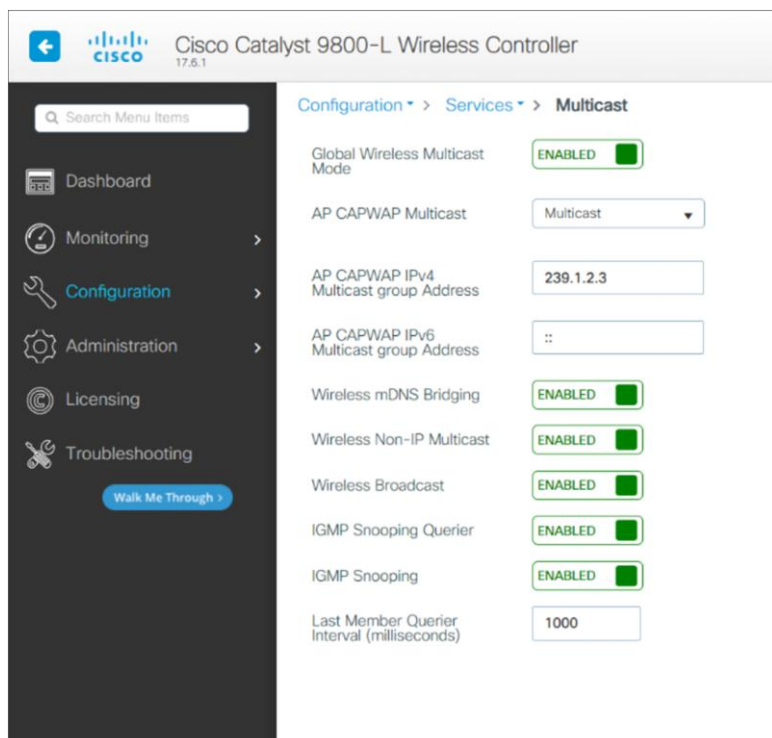 CISCO
Cisco Catalyst 9800-L Wireless Controller
17.6.1
Search Menu Items
Dashboard
Monitoring
Configuration
Administration
Licensing
Troubleshooting
Walk Me Through >
Configuration > Services > Multicast
Global Wireless Multicast
Mode
ENABLED
AP CAPWAP Multicast
Multicast
AP CAPWAP IPv4
Multicast group Address
239.1.2.3
AP CAPWAP IPv6
Multicast group Address
::
Wireless mDNS Bridging
ENABLED
Wireless Non-IP Multicast
ENABLED
Wireless Broadcast
ENABLED
IGMP Snooping Querier
ENABLED
IGMP Snooping
ENABLED
Last Member Querier
Interval (milliseconds)
1000